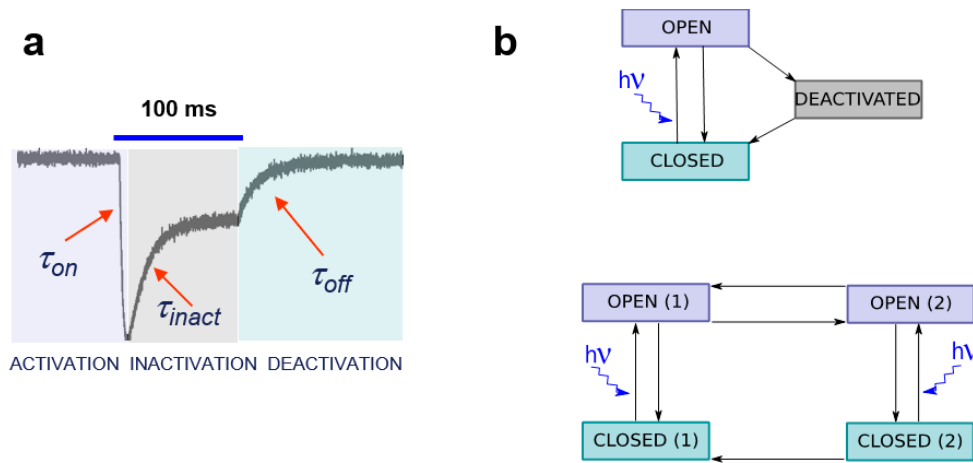 a
100 ms
τon
τinact
τoff
ACTIVATION INACTIVATION DEACTIVATION
b
OPEN
hν
DEACTIVATED
CLOSED
OPEN (1)
OPEN (2)
hν
hν
CLOSED (1)
CLOSED (2)